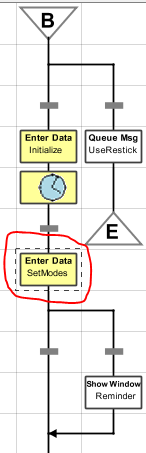 B
Enter Data
Initialize
Queue Msg
UseRestick
E
Enter Data
SetModes
Show Window
Reminder